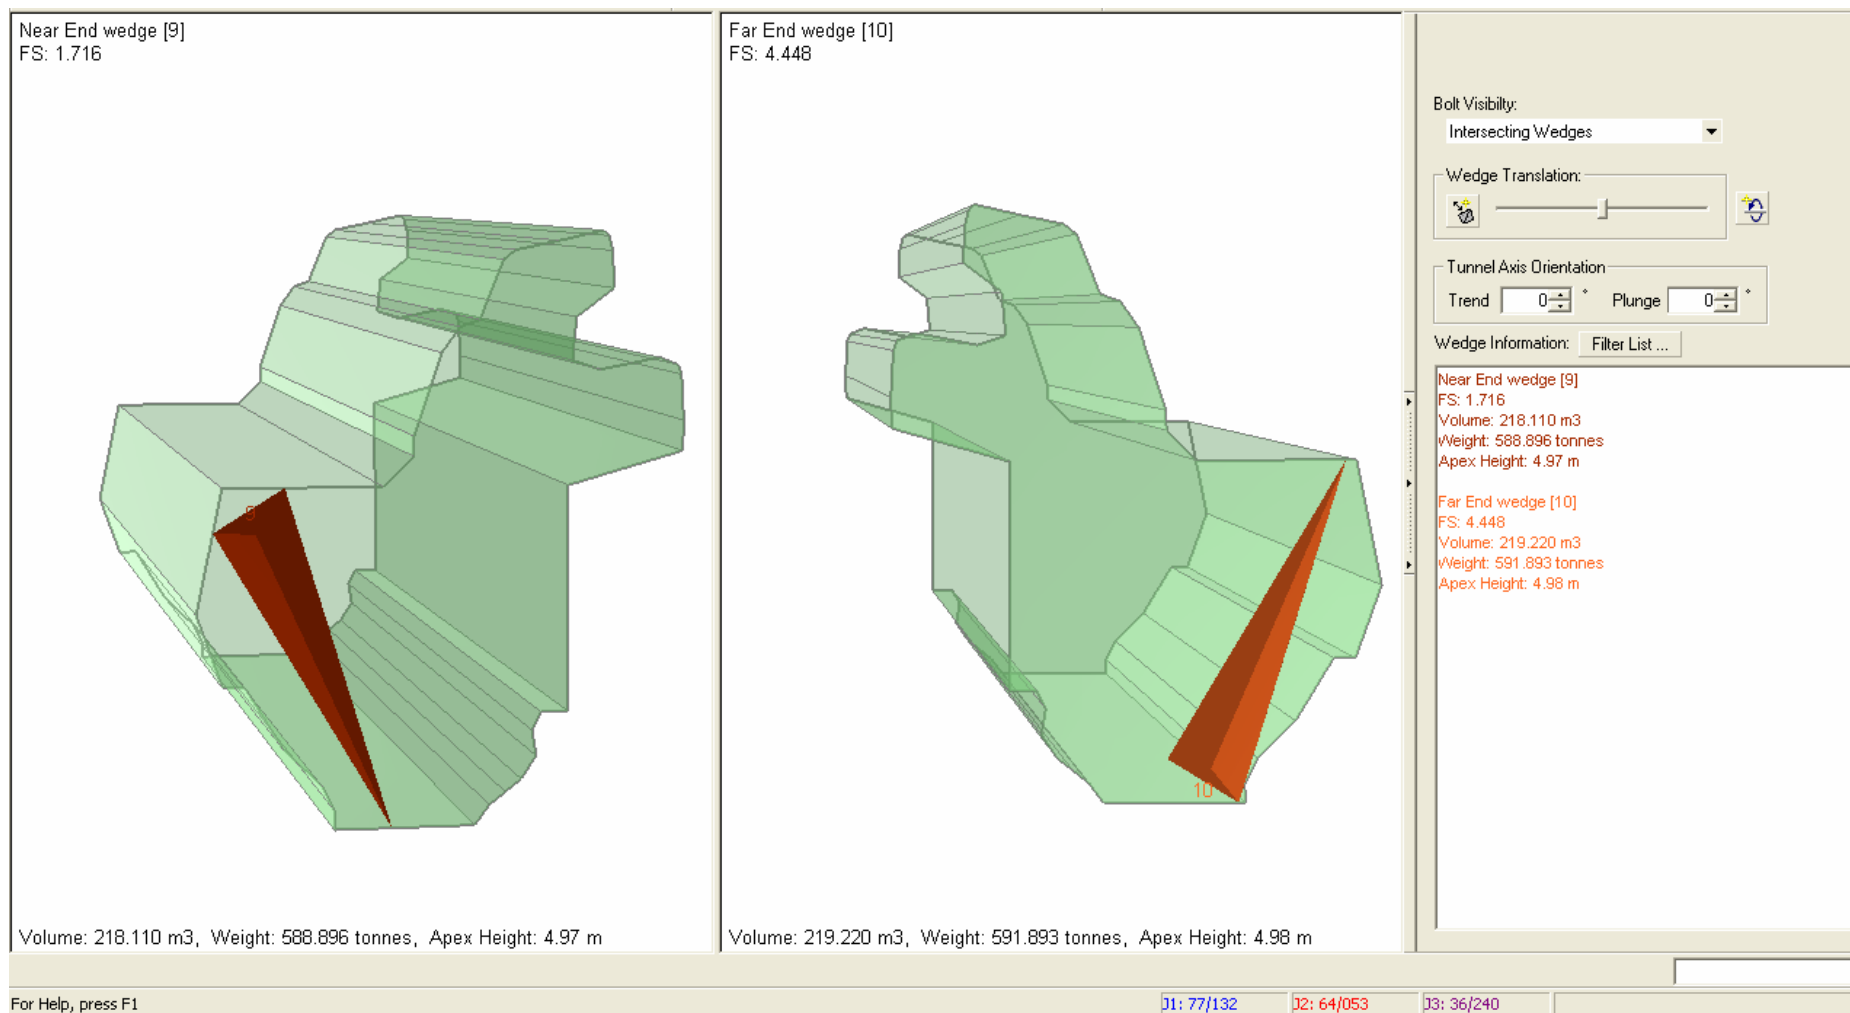 Near End wedge [9]
FS: 1.716
9
Volume: 218.110 m3, Weight: 588.896 tonnes, Apex Height: 4.97 m
Far End wedge [10]
FS: 4.448
10
Volume: 219.220 m3, Weight: 591.893 tonnes, Apex Height: 4.98 m
Bolt Visibilty:
Intersecting Wedges
Wedge Translation:
Tunnel Axis Orientation
Trend 0 ° Plunge 0 °
Wedge Information: Filter List ...
Near End wedge [9]
FS: 1.716
Volume: 218.110 m3
Weight: 588.896 tonnes
Apex Height: 4.97 m
Far End wedge [10]
FS: 4.448
Volume: 219.220 m3
Weight: 591.893 tonnes
Apex Height: 4.98 m
For Help, press F1
J1: 77/132
J2: 64/053
J3: 36/240